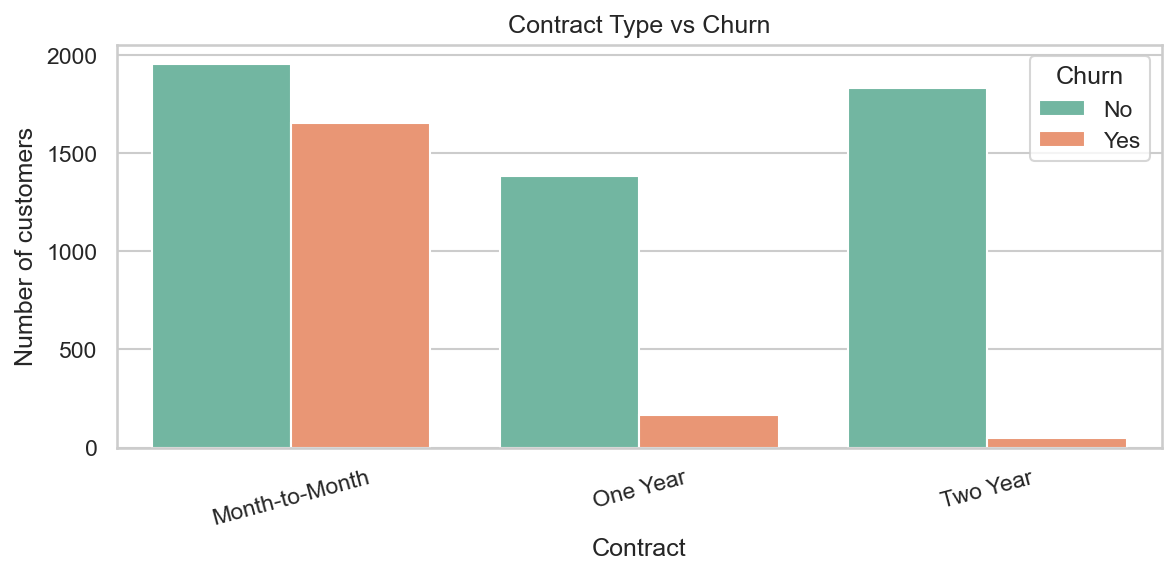 Contract Type vs Churn
Number of customers
2000
1500
1000
500
0
Churn
No
Yes
Month-to-Month
One Year
Two Year
Contract